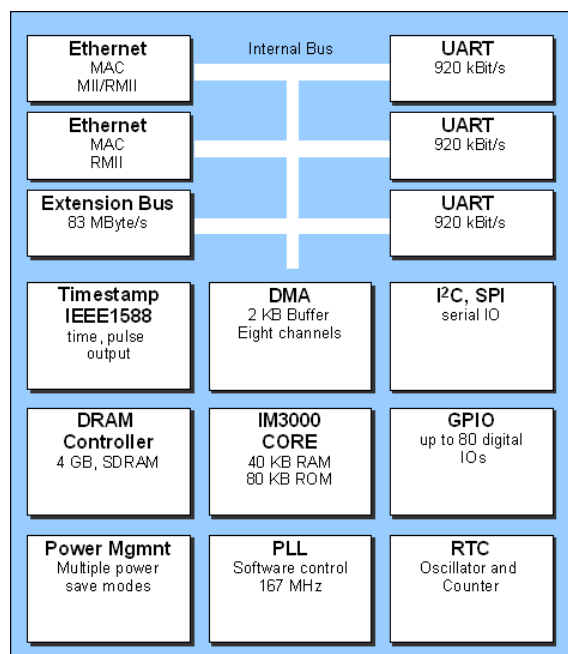 Ethernet
MAC
MII/RMII
Internal Bus
UART
920 kBit/s
Ethernet
MAC
RMII
UART
920 kBit/s
Extension Bus
83 MByte/s
UART
920 kBit/s
Timestamp
IEEE1588
time, pulse
output
DMA
2 KB Buffer
Eight channels
I²C, SPI
serial IO
DRAM
Controller
4 GB, SDRAM
IM3000
CORE
40 KB RAM
80 KB ROM
GPIO
up to 80 digital
IOs
Power Mgmnt
Multiple power
save modes
PLL
Software control
167 MHz
RTC
Oscillator and
Counter